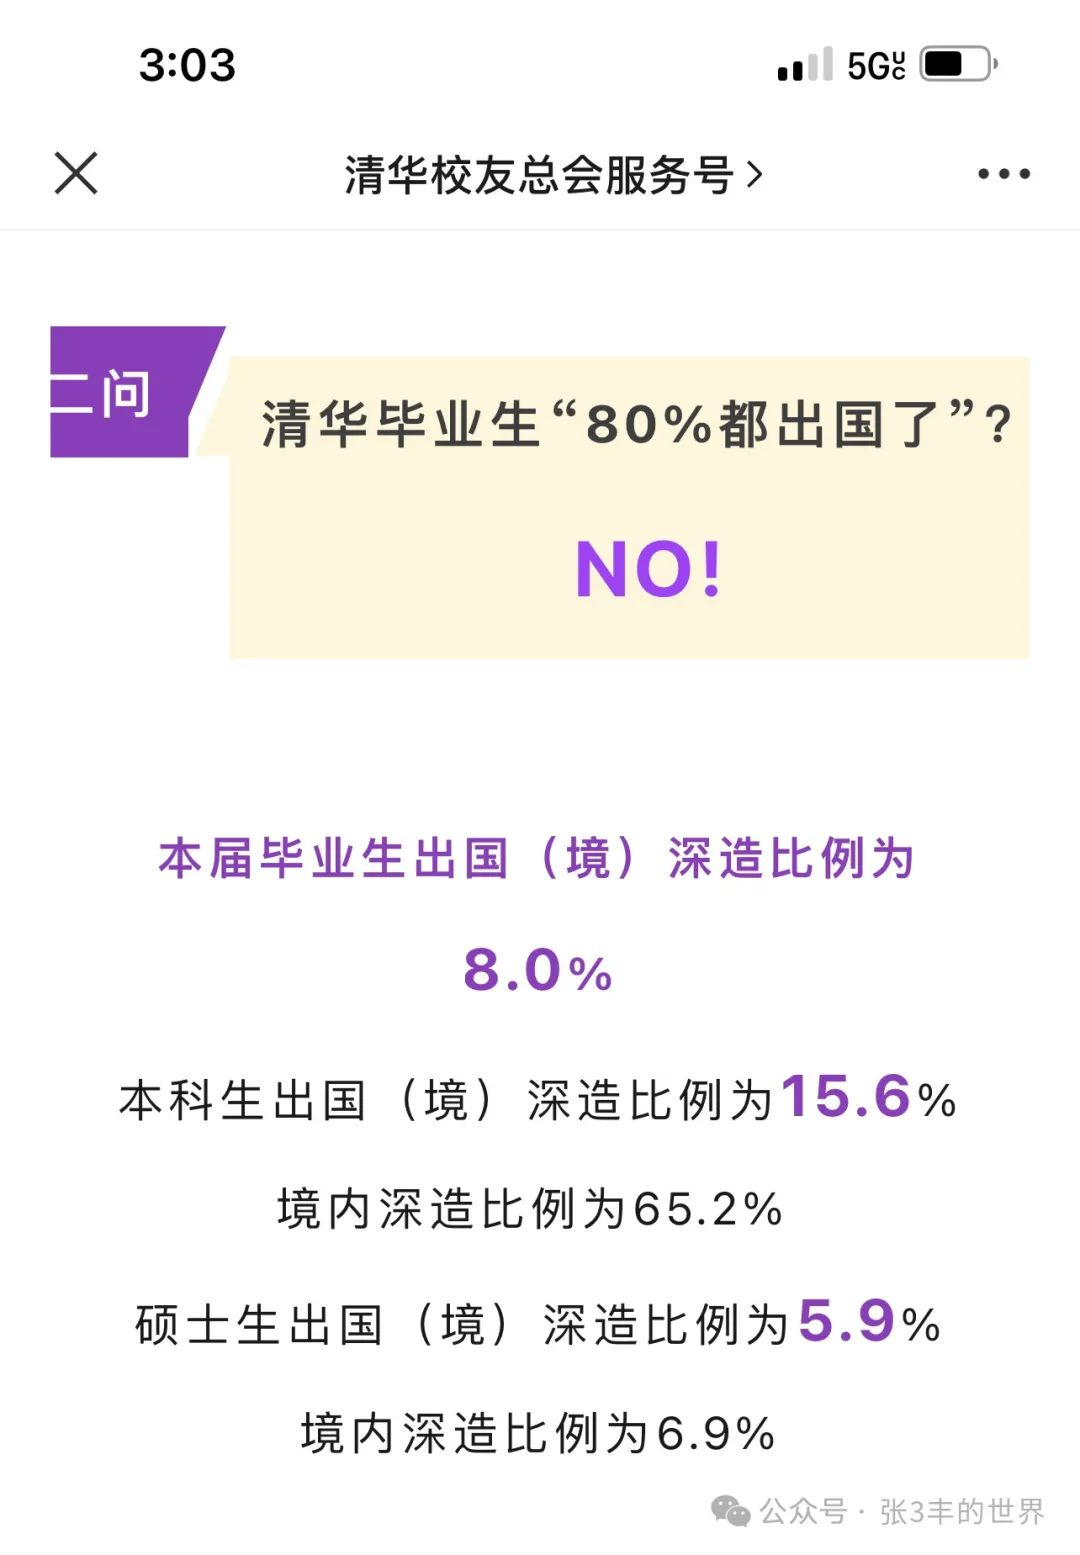 3:03
5GUC
清华校友总会服务号
二问
清华毕业生“80%都出国了”?
NO!
本届毕业生出国（境）深造比例为
8.0%
本科生出国（境）深造比例为15.6%
境内深造比例为65.2%
硕士生出国（境）深造比例为5.9%
境内深造比例为6.9%
公众号·张3丰的世界